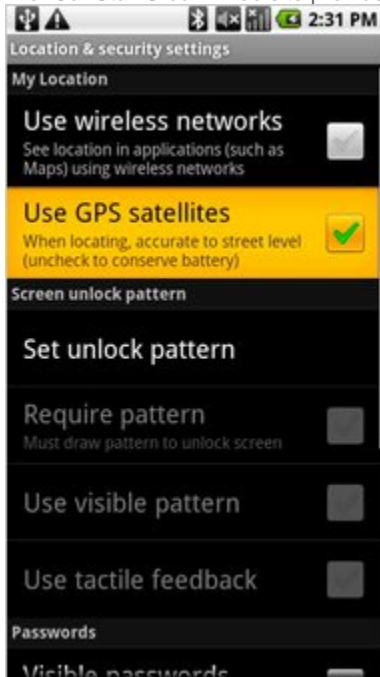 2:31 PM
Location & security settings
My Location
Use wireless networks
See location in applications (such as
Maps) using wireless networks
Use GPS satellites
When locating, accurate to street level
(uncheck to conserve battery)
Screen unlock pattern
Set unlock pattern
Require pattern
Must draw pattern to unlock screen
Use visible pattern
Use tactile feedback
Passwords
Visible passwords